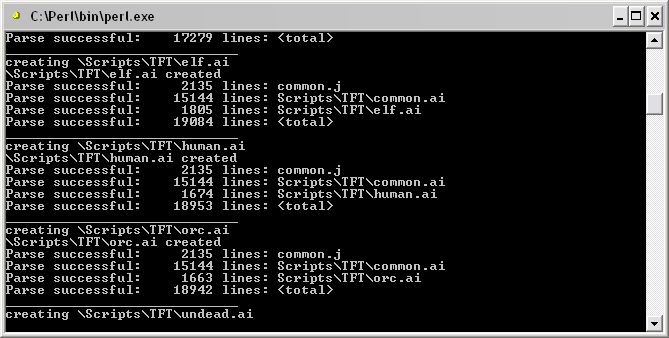 C:\Perl\bin\perl.exe
Parse successful:    17279 lines: <total>
_____________________________
creating \Scripts\TFT\elf.ai
\Scripts\TFT\elf.ai created
Parse successful:     2135 lines: common.j
Parse successful:    15144 lines: Scripts\TFT\common.ai
Parse successful:     1805 lines: Scripts\TFT\elf.ai
Parse successful:    19084 lines: <total>
_____________________________
creating \Scripts\TFT\human.ai
\Scripts\TFT\human.ai created
Parse successful:     2135 lines: common.j
Parse successful:    15144 lines: Scripts\TFT\common.ai
Parse successful:     1674 lines: Scripts\TFT\human.ai
Parse successful:    18953 lines: <total>
_____________________________
creating \Scripts\TFT\orc.ai
\Scripts\TFT\orc.ai created
Parse successful:     2135 lines: common.j
Parse successful:    15144 lines: Scripts\TFT\common.ai
Parse successful:     1663 lines: Scripts\TFT\orc.ai
Parse successful:    18942 lines: <total>
_____________________________
creating \Scripts\TFT\undead.ai